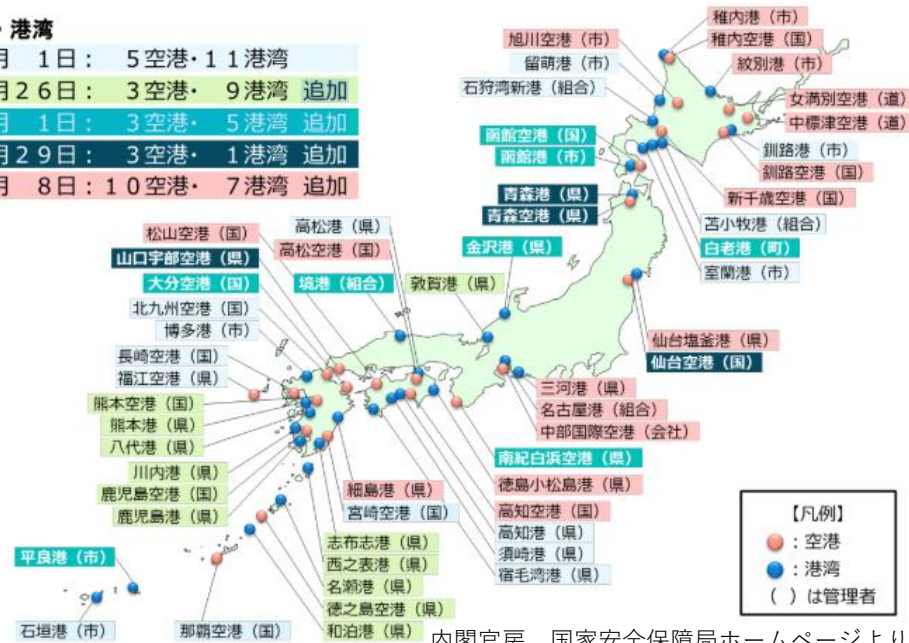 ・港湾
月　１日：　５空港・１１港湾
月２６日：　３空港・　９港湾　追加
月　１日：　３空港・　５港湾　追加
月２９日：　３空港・　１港湾　追加
月　８日：１０空港・　７港湾　追加
稚内港（市）
稚内空港（国）
旭川空港（市）
留萌港（市）
紋別港（市）
石狩湾新港（組合）
女満別空港（道）
中標津空港（道）
函館空港（国）
函館港（市）
釧路港（市）
釧路空港（国）
青森港（県）
青森空港（県）
新千歳空港（国）
苫小牧港（組合）
白老港（町）
室蘭港（市）
高松港（県）
松山空港（国）
高松空港（国）
金沢港（県）
山口宇部空港（県）
大分空港（国）
境港（組合）
敦賀港（県）
北九州空港（国）
博多港（市）
仙台塩釜港（県）
仙台空港（国）
長崎空港（国）
福江空港（県）
三河港（県）
名古屋港（組合）
中部国際空港（会社）
熊本空港（国）
熊本港（県）
八代港（県）
南紀白浜空港（県）
川内港（県）
鹿児島空港（国）
鹿児島港（県）
細島港（県）
宮崎空港（国）
徳島小松島港（県）
高知空港（国）
高知港（県）
須崎港（県）
宿毛湾港（県）
志布志港（県）
西之表港（県）
名瀬港（県）
徳之島空港（県）
和泊港（県）
平良港（市）
石垣港（市）
那覇空港（国）
【凡例】
：空港
：港湾
（ ）は管理者
内閣官房　国家安全保障局ホームページより